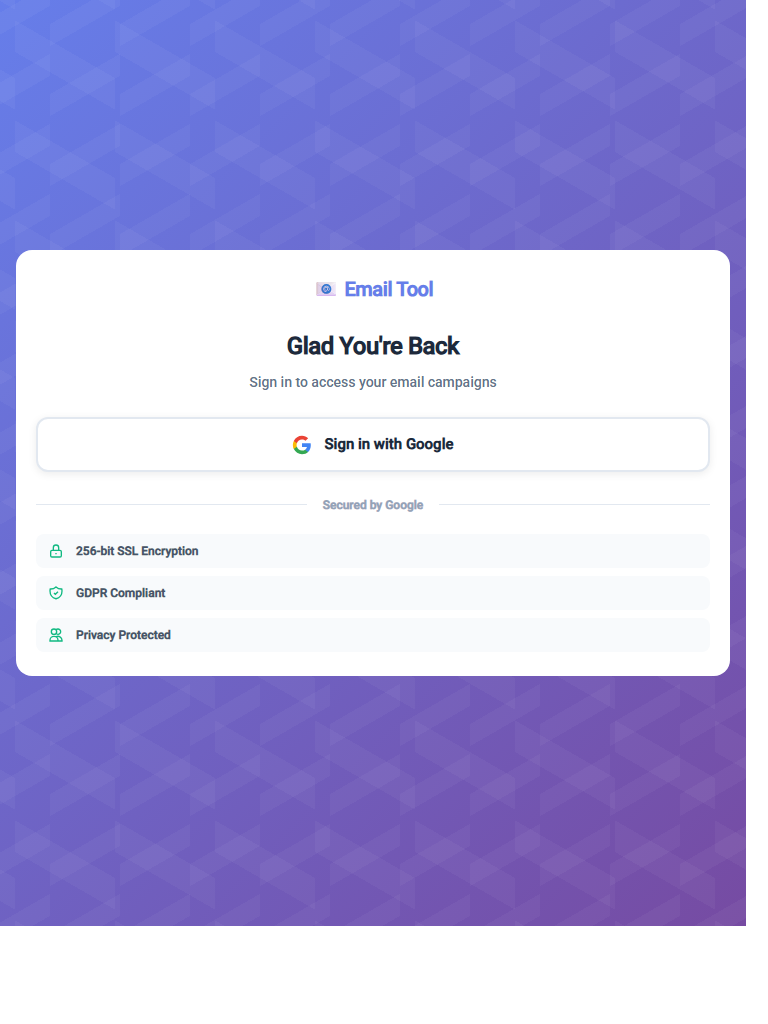 Email Tool
Glad You're Back
Sign in to access your email campaigns
Sign in with Google
Secured by Google
256-bit SSL Encryption
GDPR Compliant
Privacy Protected